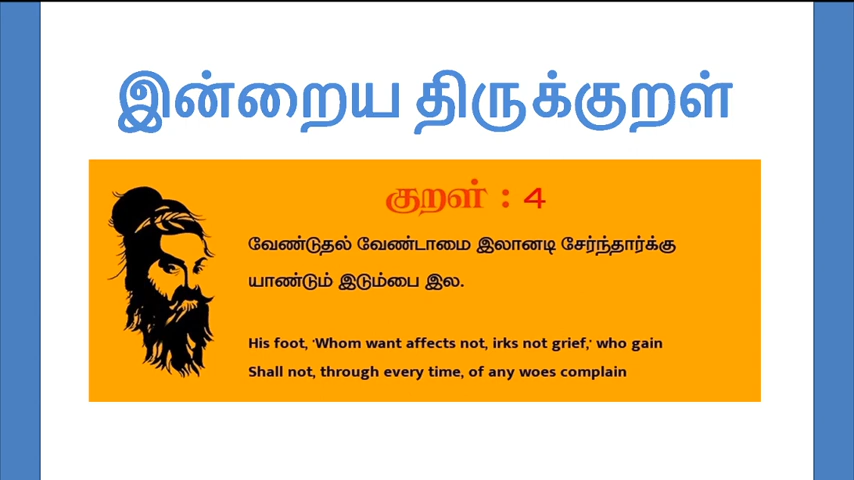 இன்றைய திருக்குறள்
குறள் : 4
வேண்டுதல் வேண்டாமை இலானடி சேர்ந்தார்க்கு
யாண்டும் இடும்பை இல.
His foot, 'Whom want affects not, irks not grief,' who gain
Shall not, through every time, of any woes complain